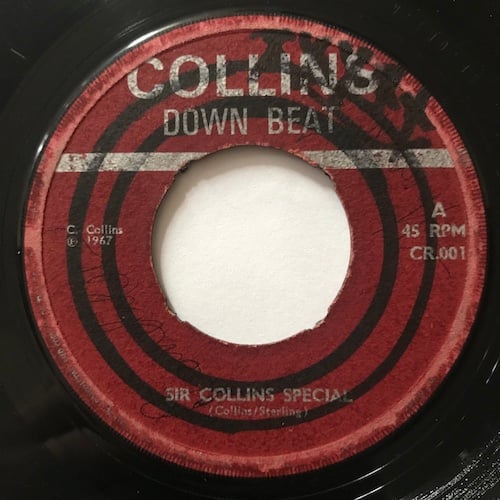 COLLINS
DOWN BEAT
C. Collins
℗ 1967
A
45 RPM
CR.001
SIR COLLINS SPECIAL
(Collins/Sterling)